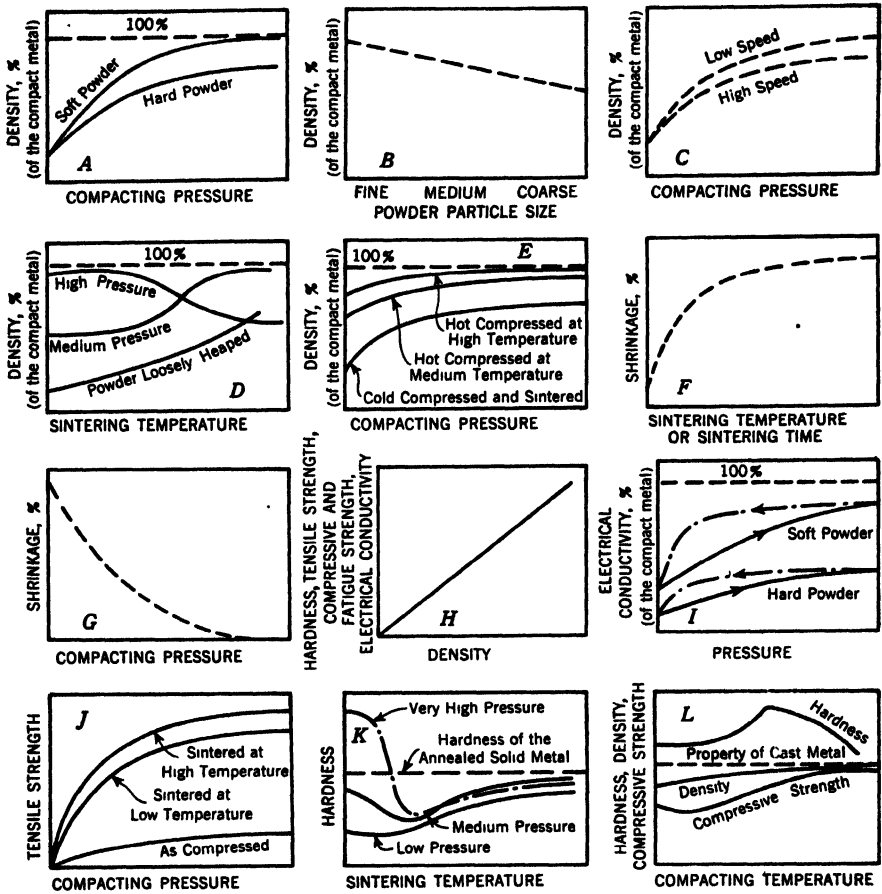 100%
Soft Powder
Hard Powder
A
DENSITY, %
(of the compact metal)
COMPACTING PRESSURE
B
DENSITY, %
(of the compact metal)
FINE MEDIUM COARSE
POWDER PARTICLE SIZE
Low Speed
High Speed
C
DENSITY, %
(of the compact metal)
COMPACTING PRESSURE
100%
High Pressure
Medium Pressure
Powder Loosely Heaped
D
DENSITY, %
(of the compact metal)
SINTERING TEMPERATURE
100%
E
Hot Compressed at
High Temperature
Hot Compressed at
Medium Temperature
Cold Compressed and Sintered
DENSITY, %
(of the compact metal)
COMPACTING PRESSURE
F
SHRINKAGE, %
SINTERING TEMPERATURE
OR SINTERING TIME
G
SHRINKAGE, %
COMPACTING PRESSURE
H
HARDNESS, TENSILE STRENGTH,
COMPRESSIVE AND
FATIGUE STRENGTH,
ELECTRICAL CONDUCTIVITY
DENSITY
100%
Soft Powder
Hard Powder
I
ELECTRICAL
CONDUCTIVITY, %
(of the compact metal)
PRESSURE
J
Sintered at
High Temperature
Sintered at
Low Temperature
As Compressed
TENSILE STRENGTH
COMPACTING PRESSURE
K
Very High Pressure
Hardness of the
Annealed Solid Metal
Medium Pressure
Low Pressure
HARDNESS
SINTERING TEMPERATURE
L
Hardness
Property of Cast Metal
Density
Compressive Strength
HARDNESS, DENSITY,
COMPRESSIVE STRENGTH
COMPACTING TEMPERATURE